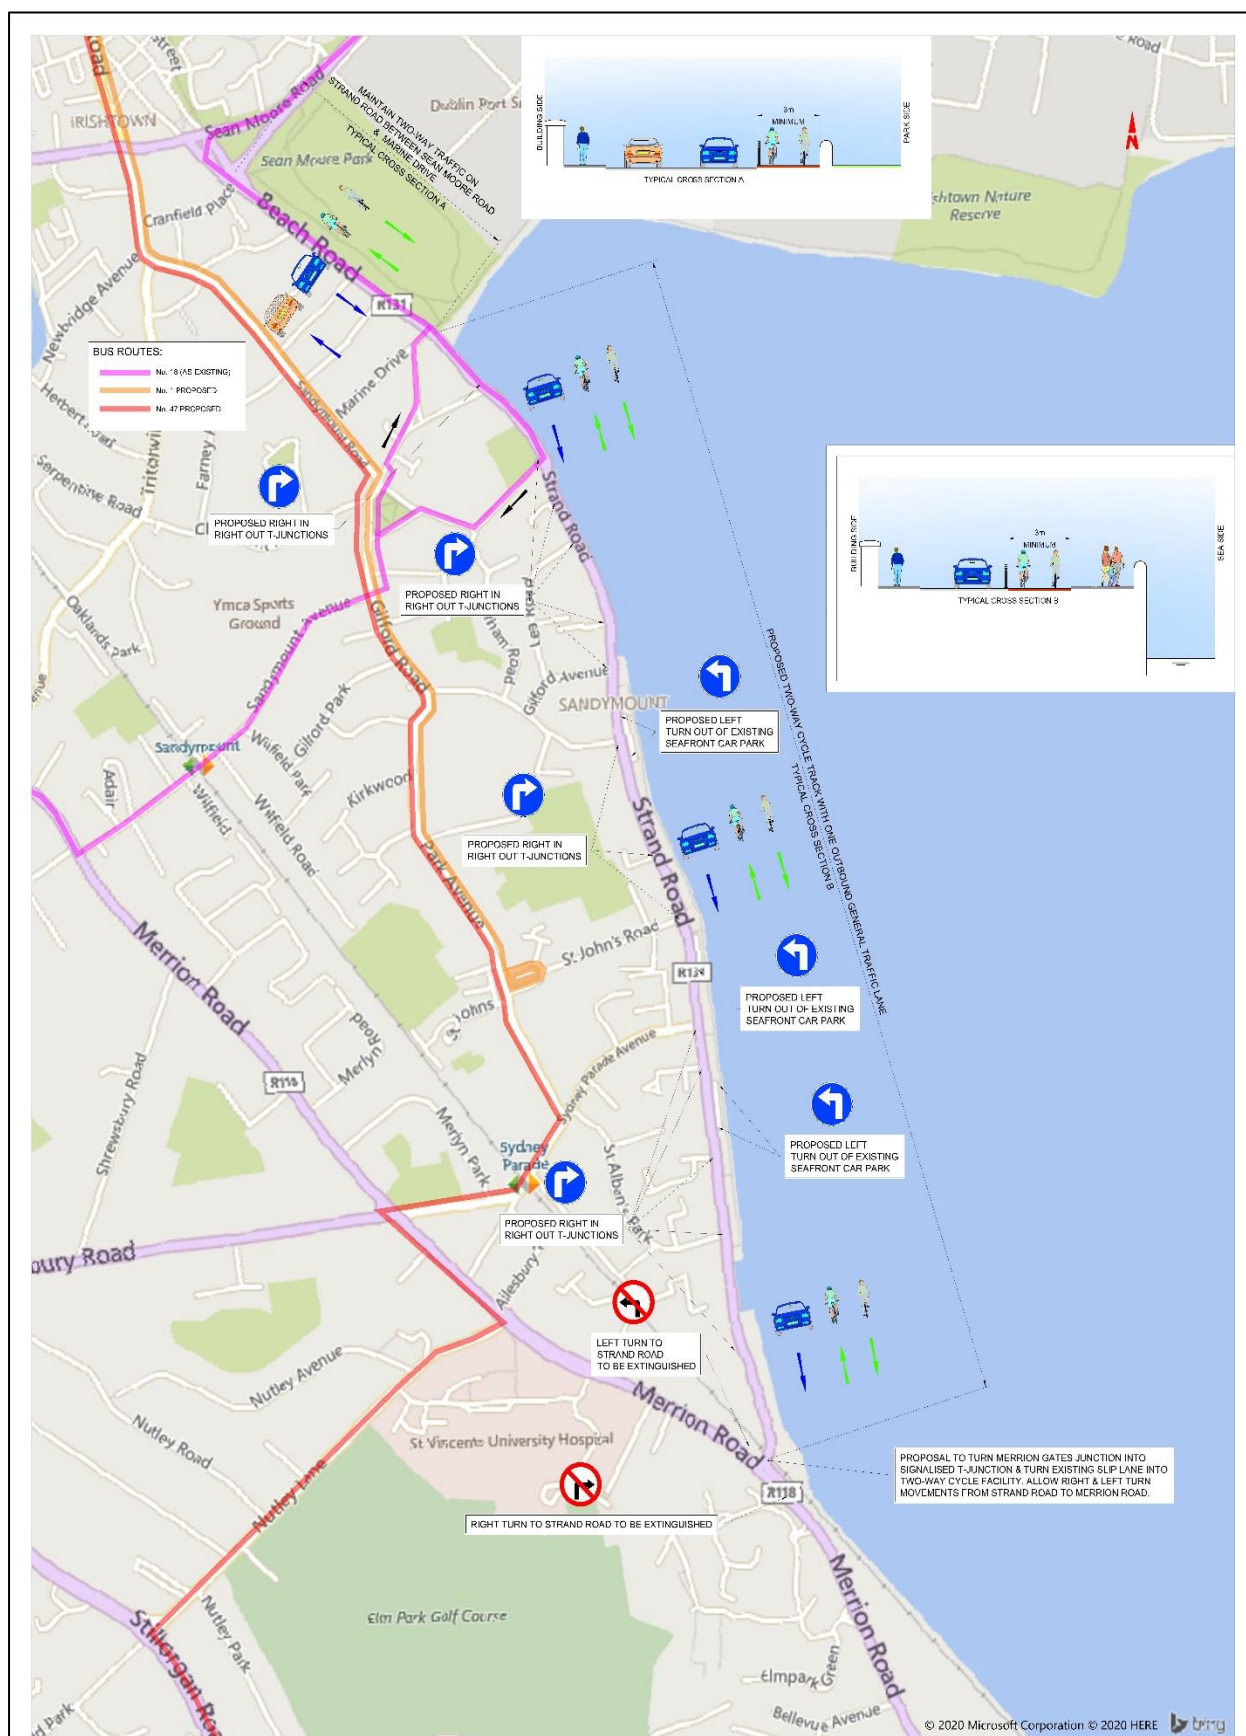 BUILDING SIDE
3m
MINIMUM
PARK SIDE
TYPICAL CROSS SECTION A
MAINTAIN TWO-WAY TRAFFIC ON
STRAND ROAD BETWEEN SEAN MOORE ROAD
& MARINE DRIVE
TYPICAL CROSS SECTION A
N
IRISHTOWN
Sean Moore Road
Sean Moore Park
Cranfield Place
Beach Road
R131
Nature
Reserve
Newbridge Avenue
BUS ROUTES:
No. 18 (AS EXISTING)
No. 1 PROPOSED
No. 47 PROPOSED
Marine Drive
Sandymount Road
Herbert Road
Serpentine Road
PROPOSED RIGHT IN
RIGHT OUT T-JUNCTIONS
Strand Road
PROPOSED RIGHT IN
RIGHT OUT T-JUNCTIONS
BUILDING SIDE
3m
MINIMUM
SEA SIDE
TYPICAL CROSS SECTION B
Oaklands Park
Ymca Sports
Ground
Sandymount Avenue
Gilford Road
Lea Road
Gilford Avenue
SANDYMOUNT
PROPOSED LEFT
TURN OUT OF EXISTING
SEAFRONT CAR PARK
PROPOSED TWO-WAY CYCLE TRACK WITH ONE OUTBOUND GENERAL TRAFFIC LANE
TYPICAL CROSS SECTION B
Gilford Park
Wilfield Park
Sandymount
Adair
Wilfield
Wilfield Road
Kirkwood
Park Avenue
PROPOSED RIGHT IN
RIGHT OUT T-JUNCTIONS
Strand Road
St John's Road
R131
PROPOSED LEFT
TURN OUT OF EXISTING
SEAFRONT CAR PARK
Merrion Road
Merlyn Road
Shrewsbury Road
R118
Sydney Parade Avenue
Merlyn Park
Sydney
Parade
St Alban's Park
PROPOSED LEFT
TURN OUT OF EXISTING
SEAFRONT CAR PARK
PROPOSED RIGHT IN
RIGHT OUT T-JUNCTIONS
bury Road
LEFT TURN TO
STRAND ROAD
TO BE EXTINGUISHED
Nutley Avenue
Merrion Road
Nutley Road
St Vincents University Hospital
Nutley Lane
PROPOSAL TO TURN MERRION GATES JUNCTION INTO
SIGNALISED T-JUNCTION & TURN EXISTING SLIP LANE INTO
TWO-WAY CYCLE FACILITY. ALLOW RIGHT & LEFT TURN
MOVEMENTS FROM STRAND ROAD TO MERRION ROAD.
R118
RIGHT TURN TO STRAND ROAD TO BE EXTINGUISHED
Merrion Road
Elm Park Golf Course
Nutley Park
Stillorgan Road
Elmpark Green
Bellevue Avenue
© 2020 Microsoft Corporation © 2020 HERE
bing